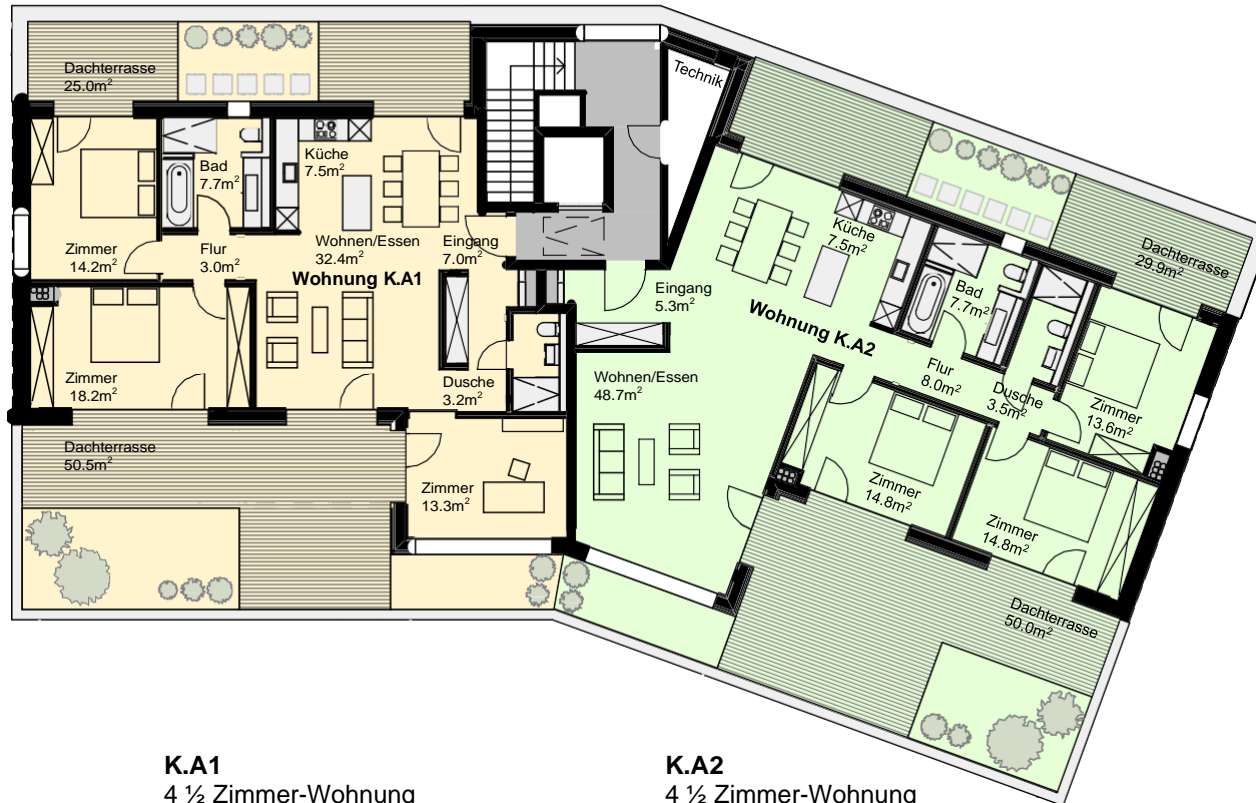 Dachterrasse
25.0m²
Bad
7.7m²
Küche
7.5m²
Zimmer
14.2m²
Flur
3.0m²
Wohnen/Essen
32.4m²
Eingang
7.0m²
Wohnung K.A1
Zimmer
18.2m²
Dusche
3.2m²
Dachterrasse
50.5m²
Zimmer
13.3m²
Technik
Eingang
5.3m²
Küche
7.5m²
Wohnung K.A2
Bad
7.7m²
Dachterrasse
29.9m²
Flur
8.0m²
Dusche
3.5m²
Zimmer
13.6m²
Wohnen/Essen
48.7m²
Zimmer
14.8m²
Zimmer
14.8m²
Dachterrasse
50.0m²
K.A1
4 ½ Zimmer-Wohnung
K.A2
4 ½ Zimmer-Wohnung